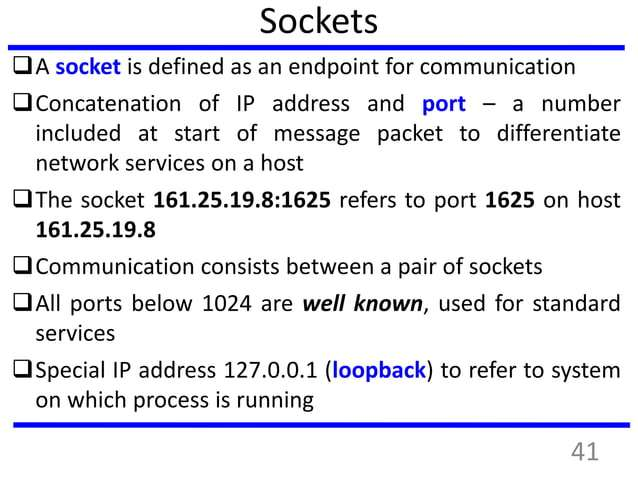 Sockets
❑A socket is defined as an endpoint for communication
❑Concatenation of IP address and port – a number
included at start of message packet to differentiate
network services on a host
❑The socket 161.25.19.8:1625 refers to port 1625 on host
161.25.19.8
❑Communication consists between a pair of sockets
❑All ports below 1024 are well known, used for standard
services
❑Special IP address 127.0.0.1 (loopback) to refer to system
on which process is running
41